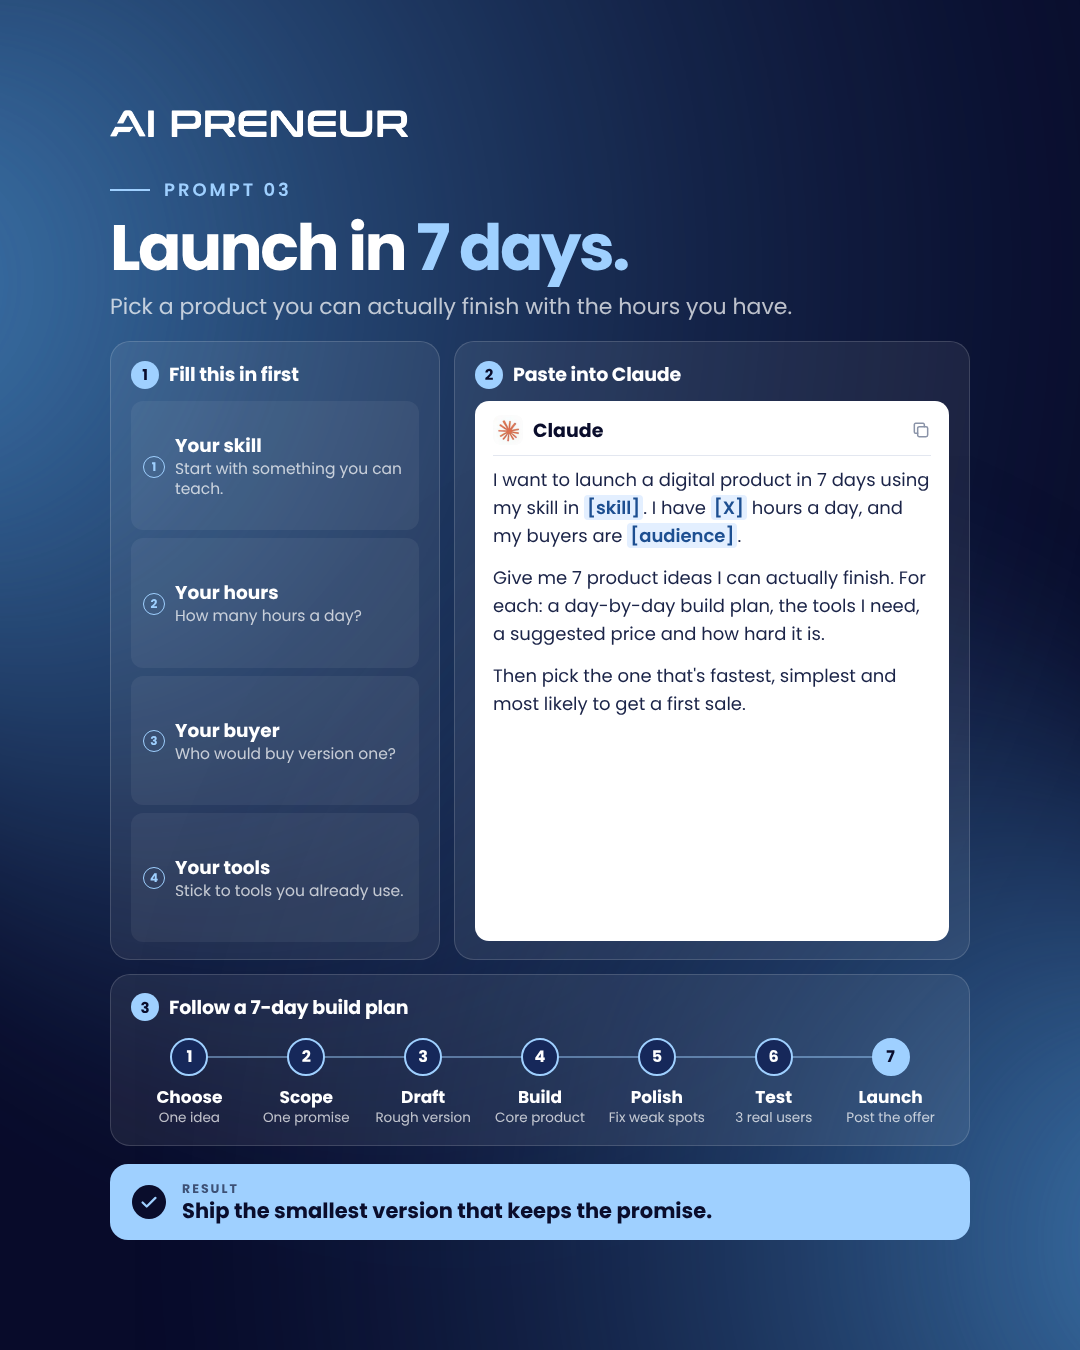 AI PRENEUR
PROMPT 03
Launch in 7 days.
Pick a product you can actually finish with the hours you have.
1 Fill this in first
1
Your skill
Start with something you can
teach.
2
Your hours
How many hours a day?
3
Your buyer
Who would buy version one?
4
Your tools
Stick to tools you already use.
2 Paste into Claude
Claude
I want to launch a digital product in 7 days using
my skill in [skill]. I have [X] hours a day, and
my buyers are [audience].
Give me 7 product ideas I can actually finish. For
each: a day-by-day build plan, the tools I need,
a suggested price and how hard it is.
Then pick the one that's fastest, simplest and
most likely to get a first sale.
3 Follow a 7-day build plan
1 2 3 4 5 6 7
Choose Scope Draft Build Polish Test Launch
One idea One promise Rough version Core product Fix weak spots 3 real users Post the offer
RESULT
Ship the smallest version that keeps the promise.